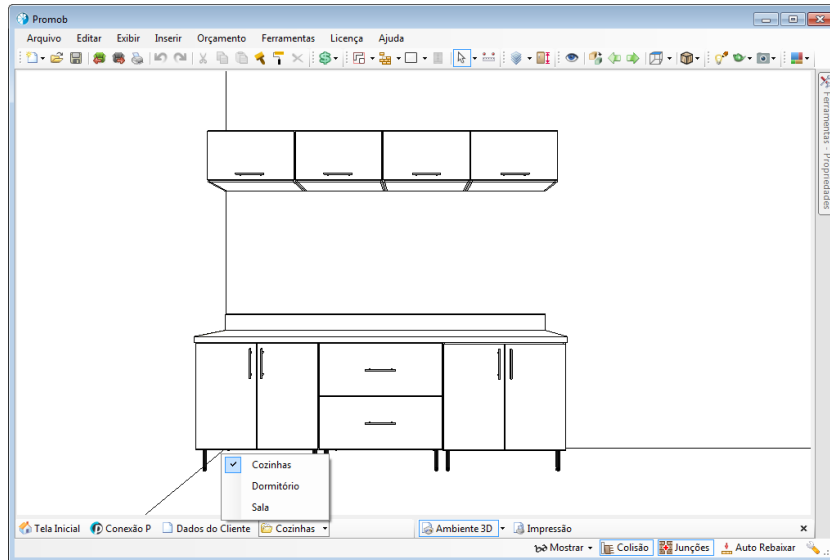 Promob
Arquivo Editar Exibir Inserir Orçamento Ferramentas Licença Ajuda
Ferramentas - Propriedades
Cozinhas
Dormitório
Sala
Tela Inicial Conexão P Dados do Cliente Cozinhas Ambiente 3D Impressão
Mostrar Colisão Junções Auto Rebaixar